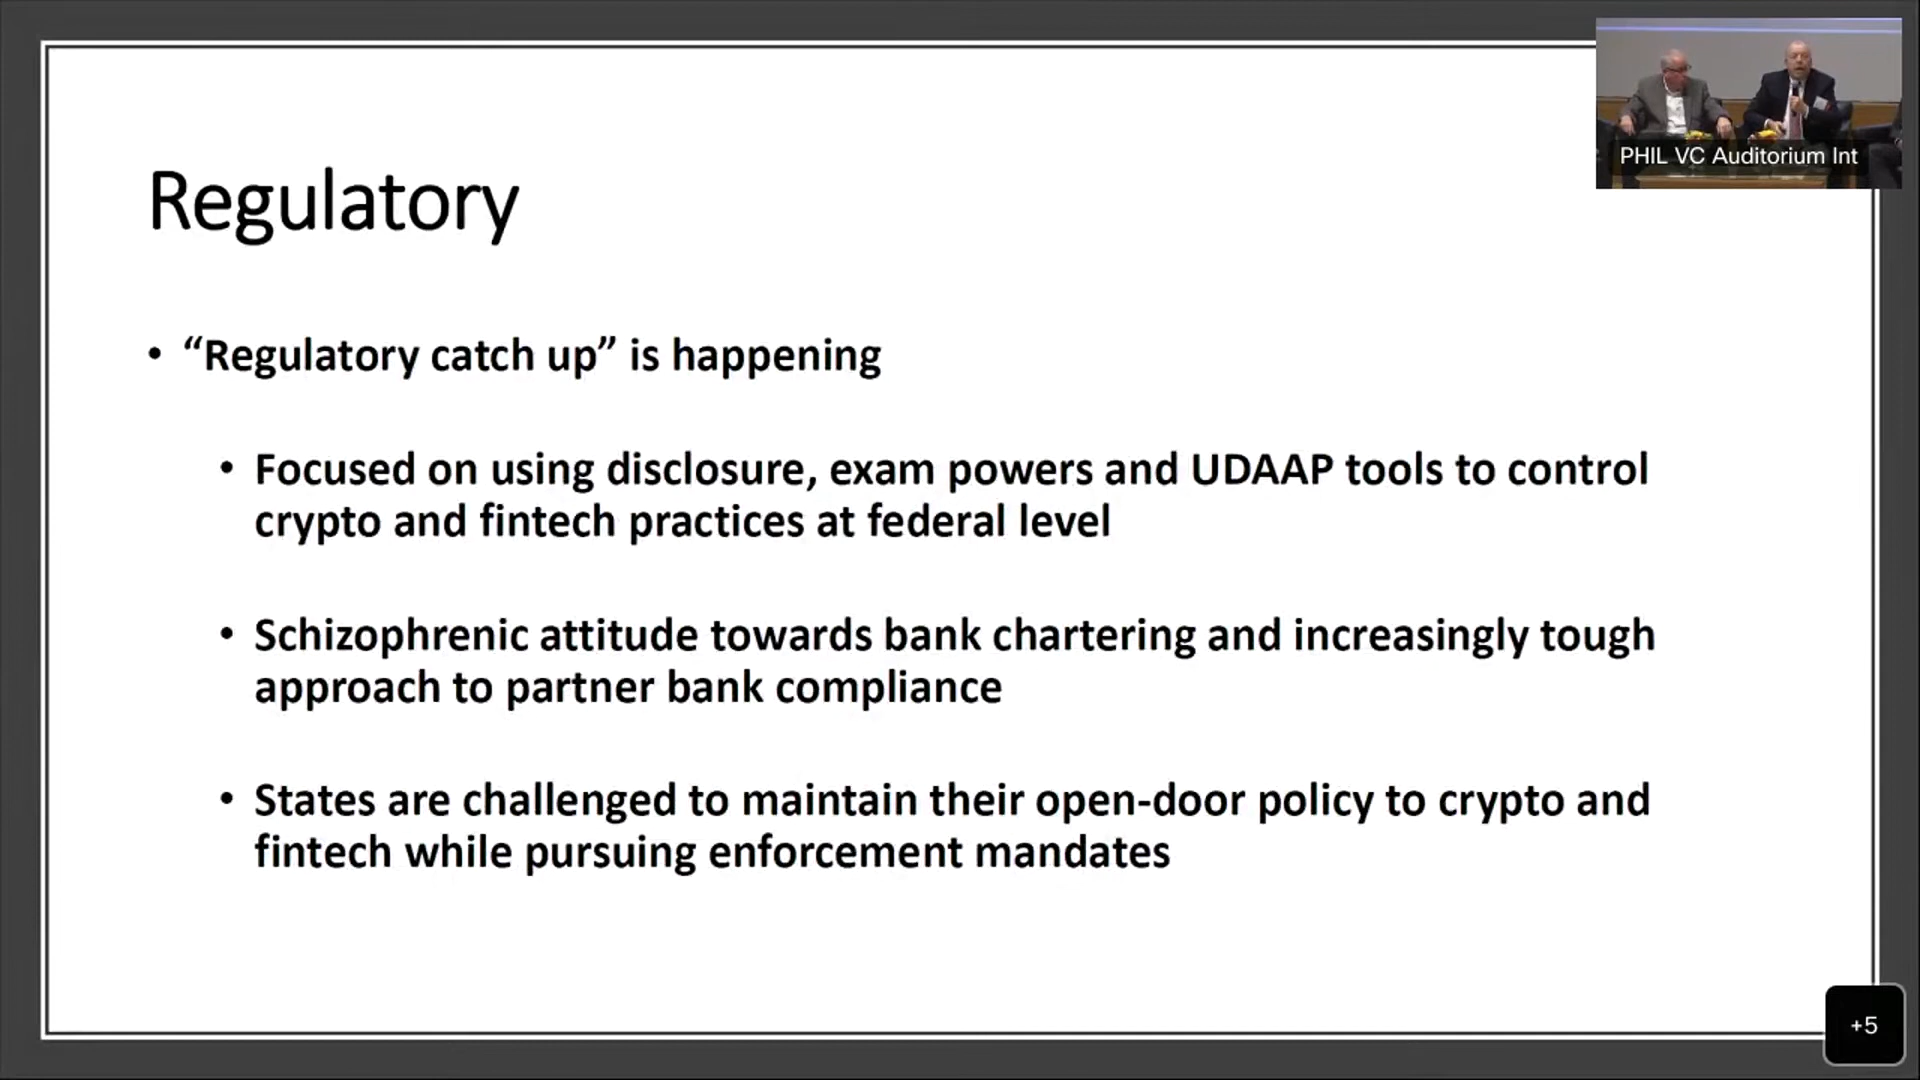 PHIL VC Auditorium Int
Regulatory
• “Regulatory catch up” is happening
• Focused on using disclosure, exam powers and UDAAP tools to control
crypto and fintech practices at federal level
• Schizophrenic attitude towards bank chartering and increasingly tough
approach to partner bank compliance
• States are challenged to maintain their open-door policy to crypto and
fintech while pursuing enforcement mandates
+5